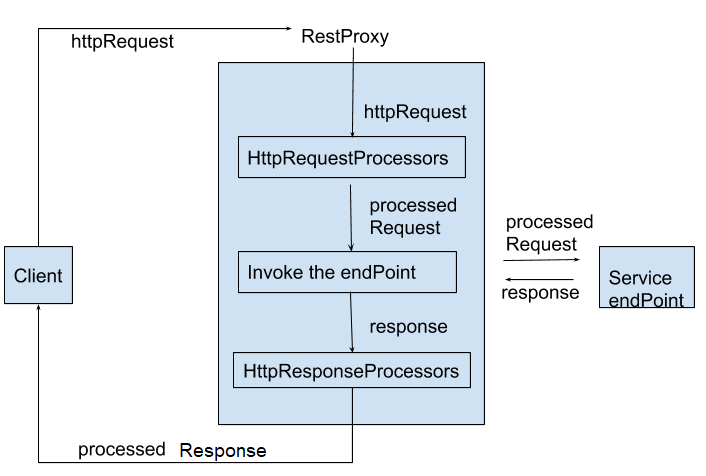 httpRequest
RestProxy
httpRequest
HttpRequestProcessors
processed
Request
Invoke the endPoint
response
HttpResponseProcessors
Client
processed
Request
response
Service
endPoint
processed Response